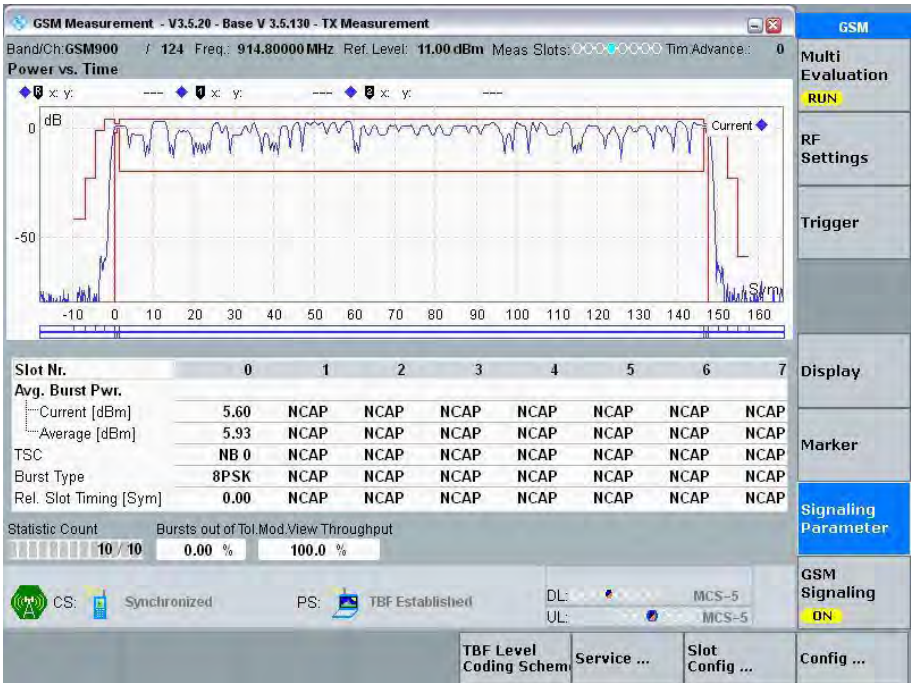 GSM Measurement - V3.5.20 - Base V 3.5.130 - TX Measurement
GSM
Band/Ch: GSM900 / 124 Freq.: 914.80000 MHz Ref. Level: 11.00 dBm Meas Slots: Tim Advance.: 0
Power vs. Time
R x: y: --- 1 x: y: --- 2 x: y: ---
dB
Current
0
-50
Sym
-10 0 10 20 30 40 50 60 70 80 90 100 110 120 130 140 150 160
Slot Nr. 0 1 2 3 4 5 6 7
Avg. Burst Pwr.
Current [dBm] 5.60 NCAP NCAP NCAP NCAP NCAP NCAP NCAP
Average [dBm] 5.93 NCAP NCAP NCAP NCAP NCAP NCAP NCAP
TSC NB 0 NCAP NCAP NCAP NCAP NCAP NCAP NCAP
Burst Type 8PSK NCAP NCAP NCAP NCAP NCAP NCAP NCAP
Rel. Slot Timing [Sym] 0.00 NCAP NCAP NCAP NCAP NCAP NCAP NCAP
Statistic Count Bursts out of Tol. Mod.View Throughput
10 / 10 0.00 % 100.0 %
CS: Synchronized PS: TBF Established
DL: MCS-5
UL: MCS-5
Multi
Evaluation
RUN
RF
Settings
Trigger
Display
Marker
Signaling
Parameter
GSM
Signaling
ON
TBF Level
Coding Schem
Service ...
Slot
Config ...
Config ...